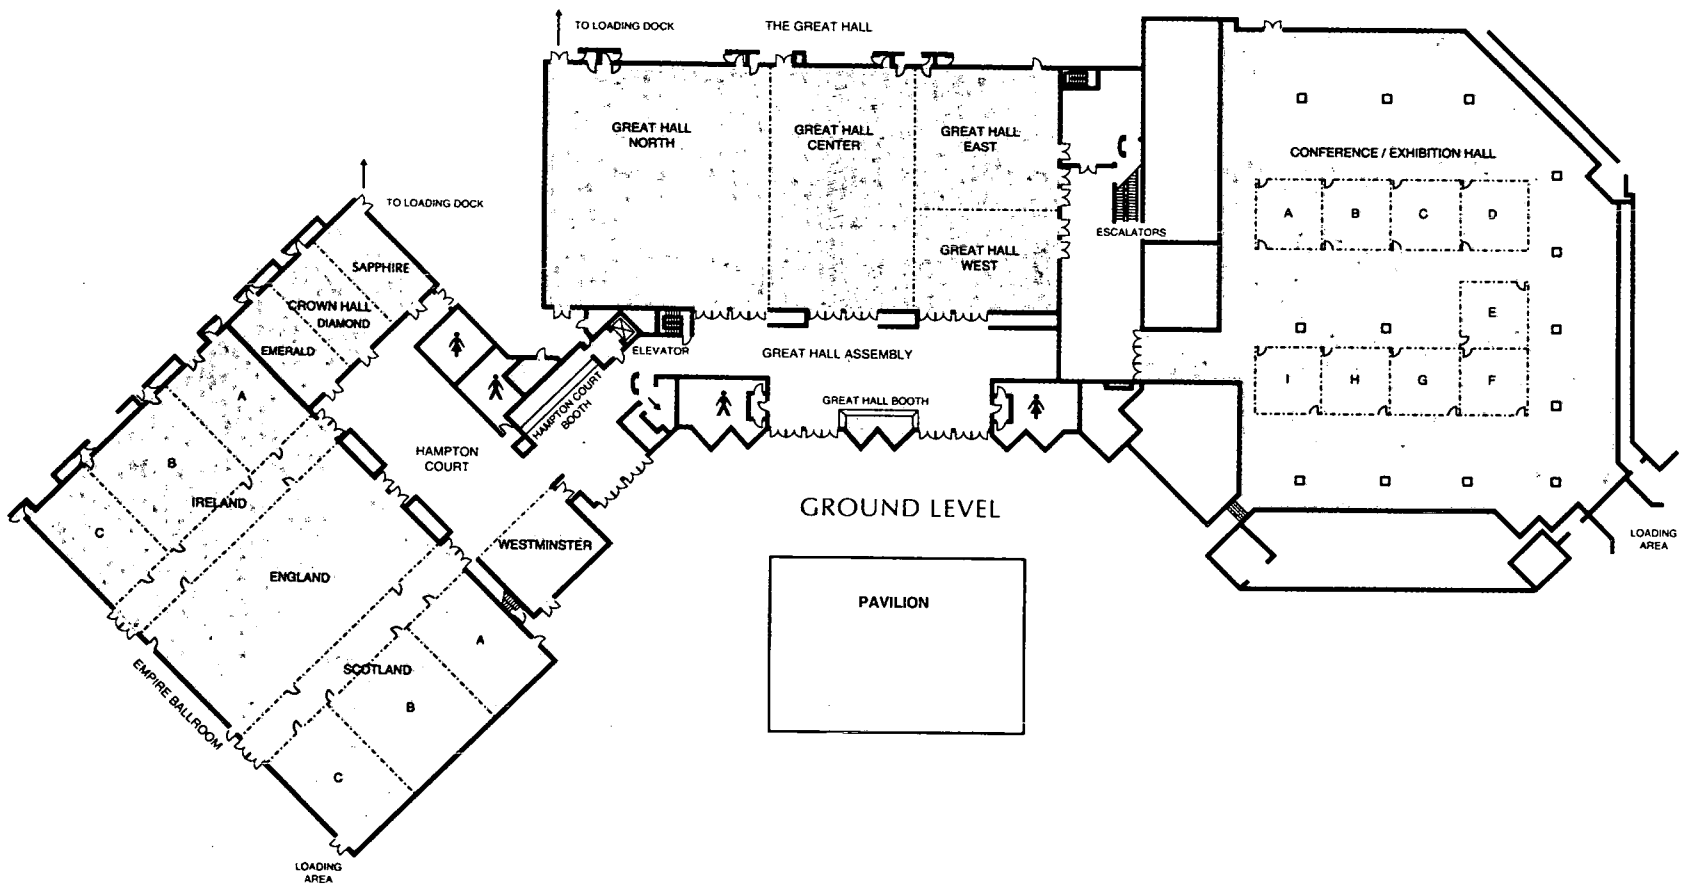 TO LOADING DOCK
THE GREAT HALL
GREAT HALL
NORTH
GREAT HALL
CENTER
GREAT HALL
EAST
GREAT HALL
WEST
ESCALATORS
CONFERENCE / EXHIBITION HALL
A
B
C
D
E
I
H
G
F
TO LOADING DOCK
SAPPHIRE
CROWN HALL
DIAMOND
EMERALD
ELEVATOR
GREAT HALL ASSEMBLY
HAMPTON COURT
BOOTH
GREAT HALL BOOTH
HAMPTON
COURT
A
B
IRELAND
C
ENGLAND
WESTMINSTER
GROUND LEVEL
PAVILION
LOADING
AREA
A
SCOTLAND
B
C
EMPIRE BALLROOM
LOADING
AREA